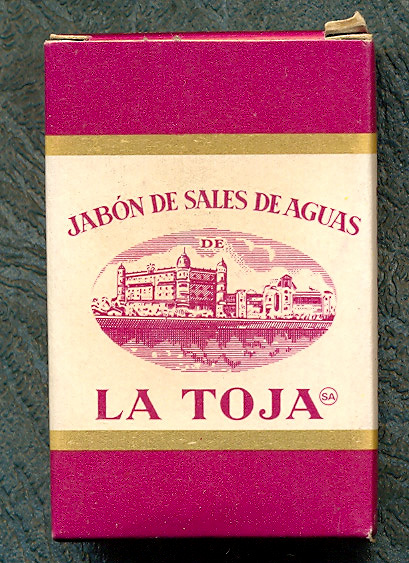 JABÓN DE SALES DE AGUAS
DE
LA TOJA SA